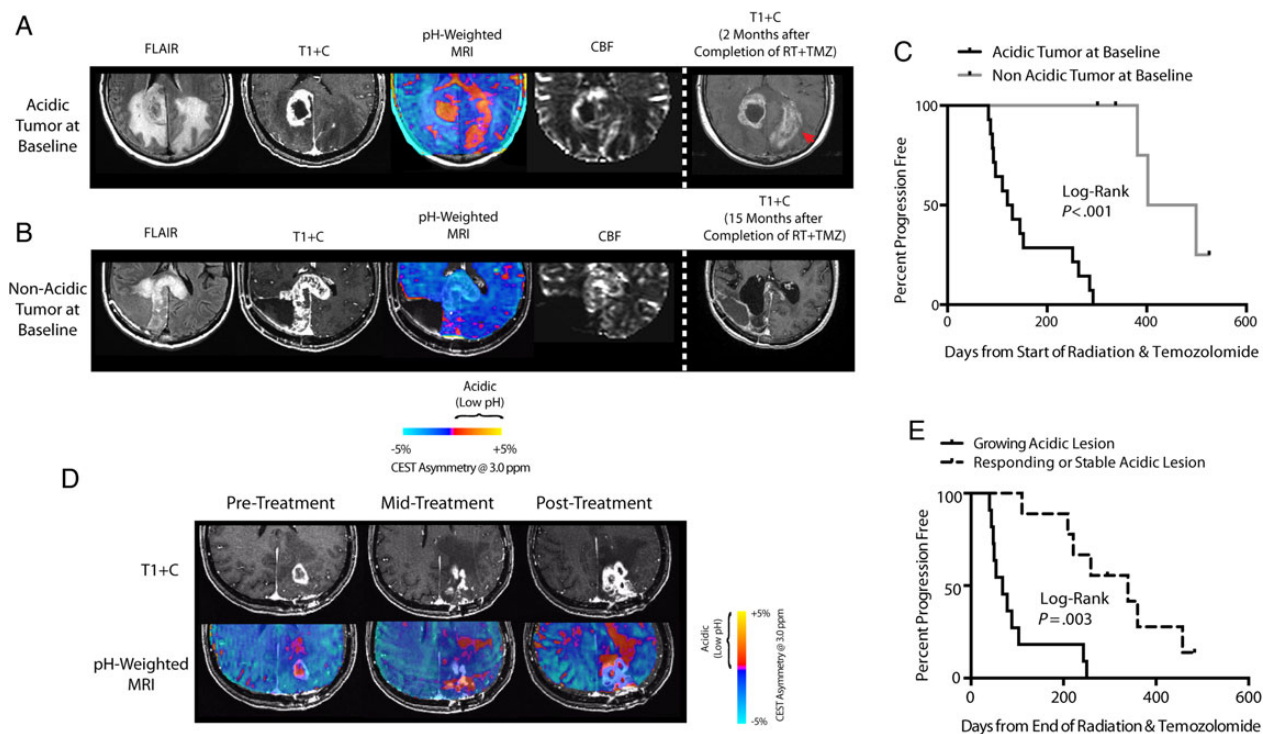 A
FLAIR
T1+C
pH-Weighted
MRI
CBF
T1+C
(2 Months after
Completion of RT+TMZ)
Acidic
Tumor at
Baseline
B
FLAIR
T1+C
pH-Weighted
MRI
CBF
T1+C
(15 Months after
Completion of RT+TMZ)
Non-Acidic
Tumor at
Baseline
Acidic
(Low pH)
-5%
+5%
CEST Asymmetry @ 3.0 ppm
C
Acidic Tumor at Baseline
Non Acidic Tumor at Baseline
Percent Progression Free
100
50
0
Log-Rank
P<.001
0
200
400
600
Days from Start of Radiation & Temozolomide
D
Pre-Treatment
Mid-Treatment
Post-Treatment
T1+C
pH-Weighted
MRI
Acidic
(Low pH)
+5%
-5%
CEST Asymmetry @ 3.0 ppm
E
Growing Acidic Lesion
Responding or Stable Acidic Lesion
Percent Progression Free
100
50
0
Log-Rank
P=.003
0
200
400
600
Days from End of Radiation & Temozolomide